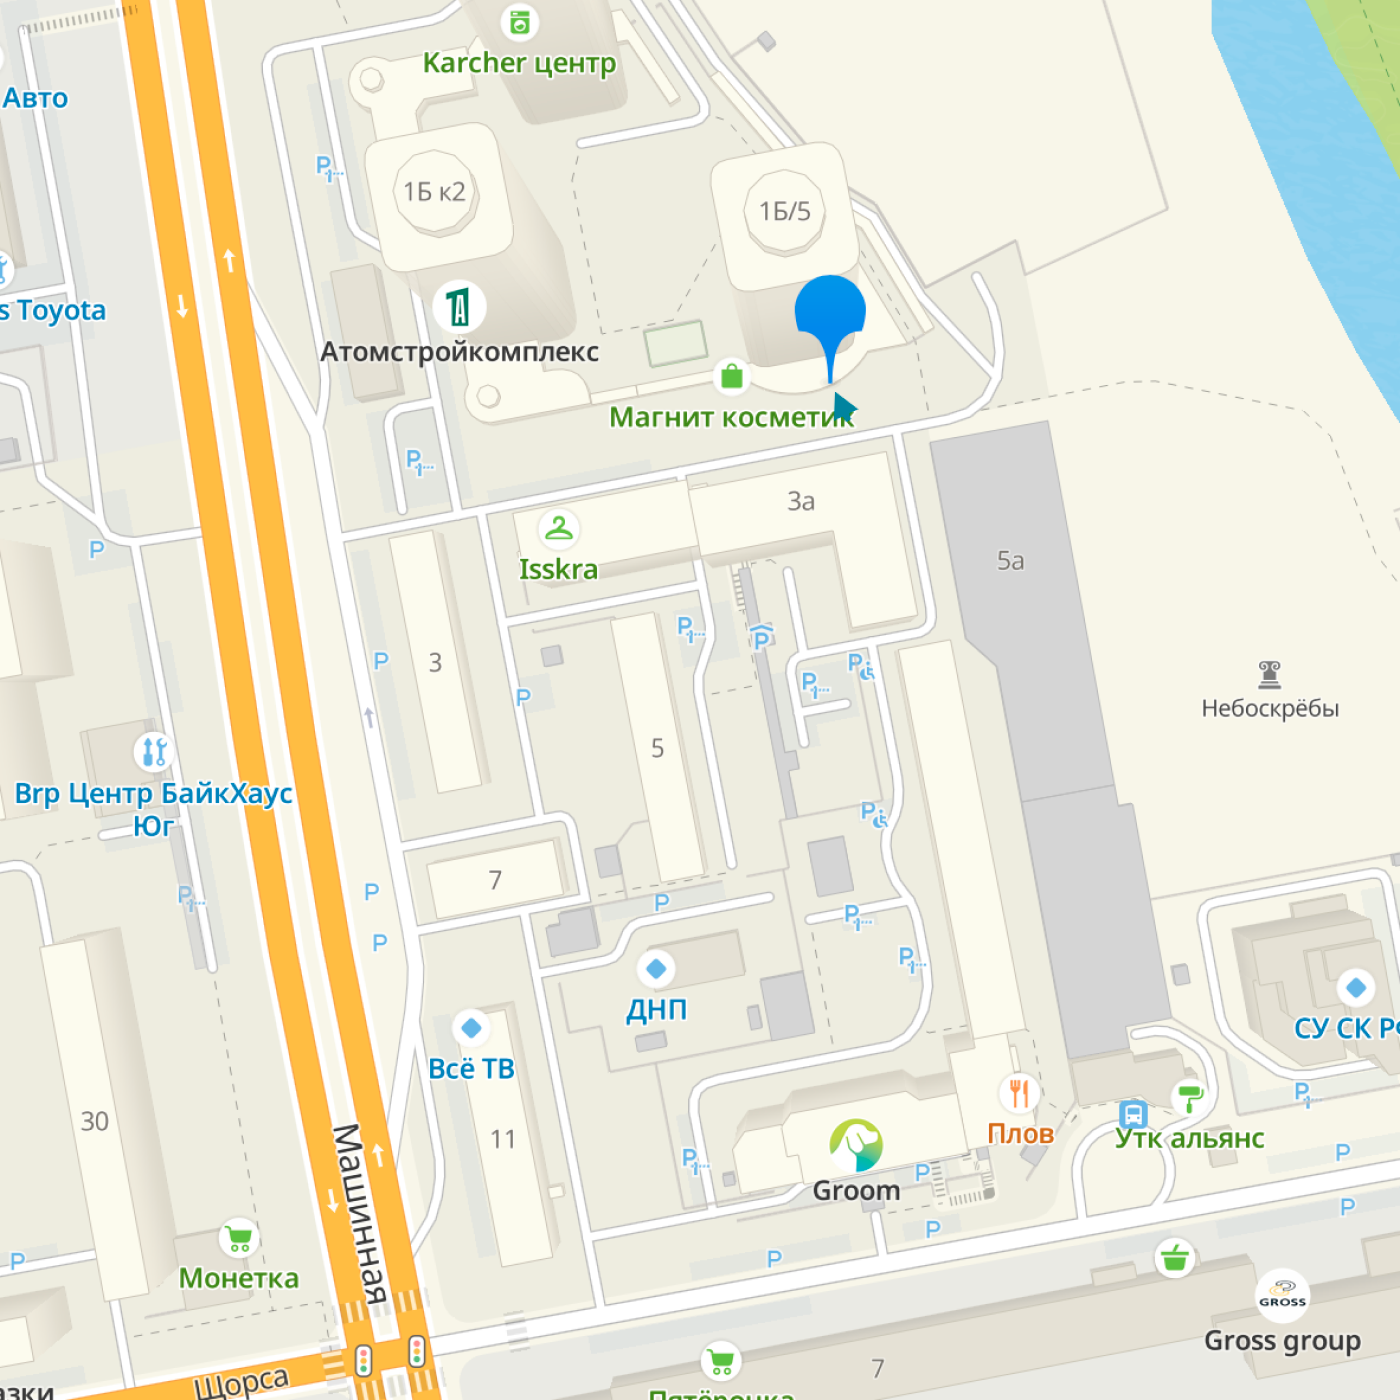 Karcher центр
Авто
P
1Б к2
1Б/5
s Toyota
Атомстройкомплекс
Магнит косметик
P
3а
P
Isskra
5а
P
P
3
P
P
P
P
Небоскрёбы
5
Brp Центр БайкХаус
Юг
P
7
P
P
P
P
P
P
P
ДНП
СУ СК РФ
Всё ТВ
P
30
Плов
11
Утк альянс
P
P
P
Groom
P
P
P
P
Машинная
Монетка
GROSS
Gross group
7
Щорса
Пятёрочка